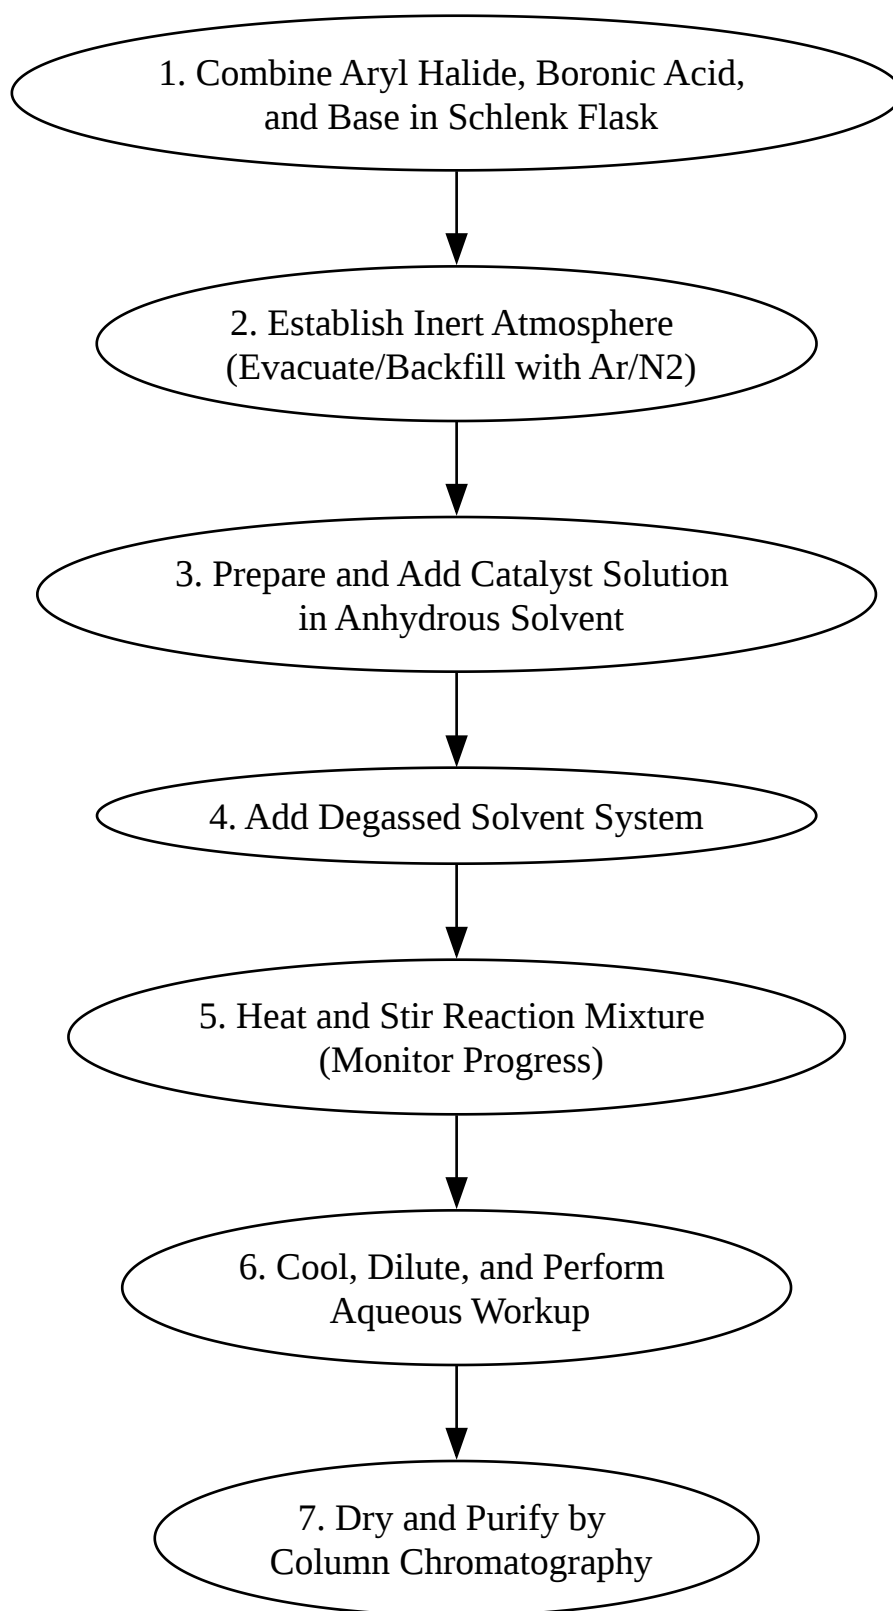 1. Combine Aryl Halide, Boronic Acid,
and Base in Schlenk Flask
2. Establish Inert Atmosphere
(Evacuate/Backfill with Ar/N2)
3. Prepare and Add Catalyst Solution
in Anhydrous Solvent
4. Add Degassed Solvent System
5. Heat and Stir Reaction Mixture
(Monitor Progress)
6. Cool, Dilute, and Perform
Aqueous Workup
7. Dry and Purify by
Column Chromatography